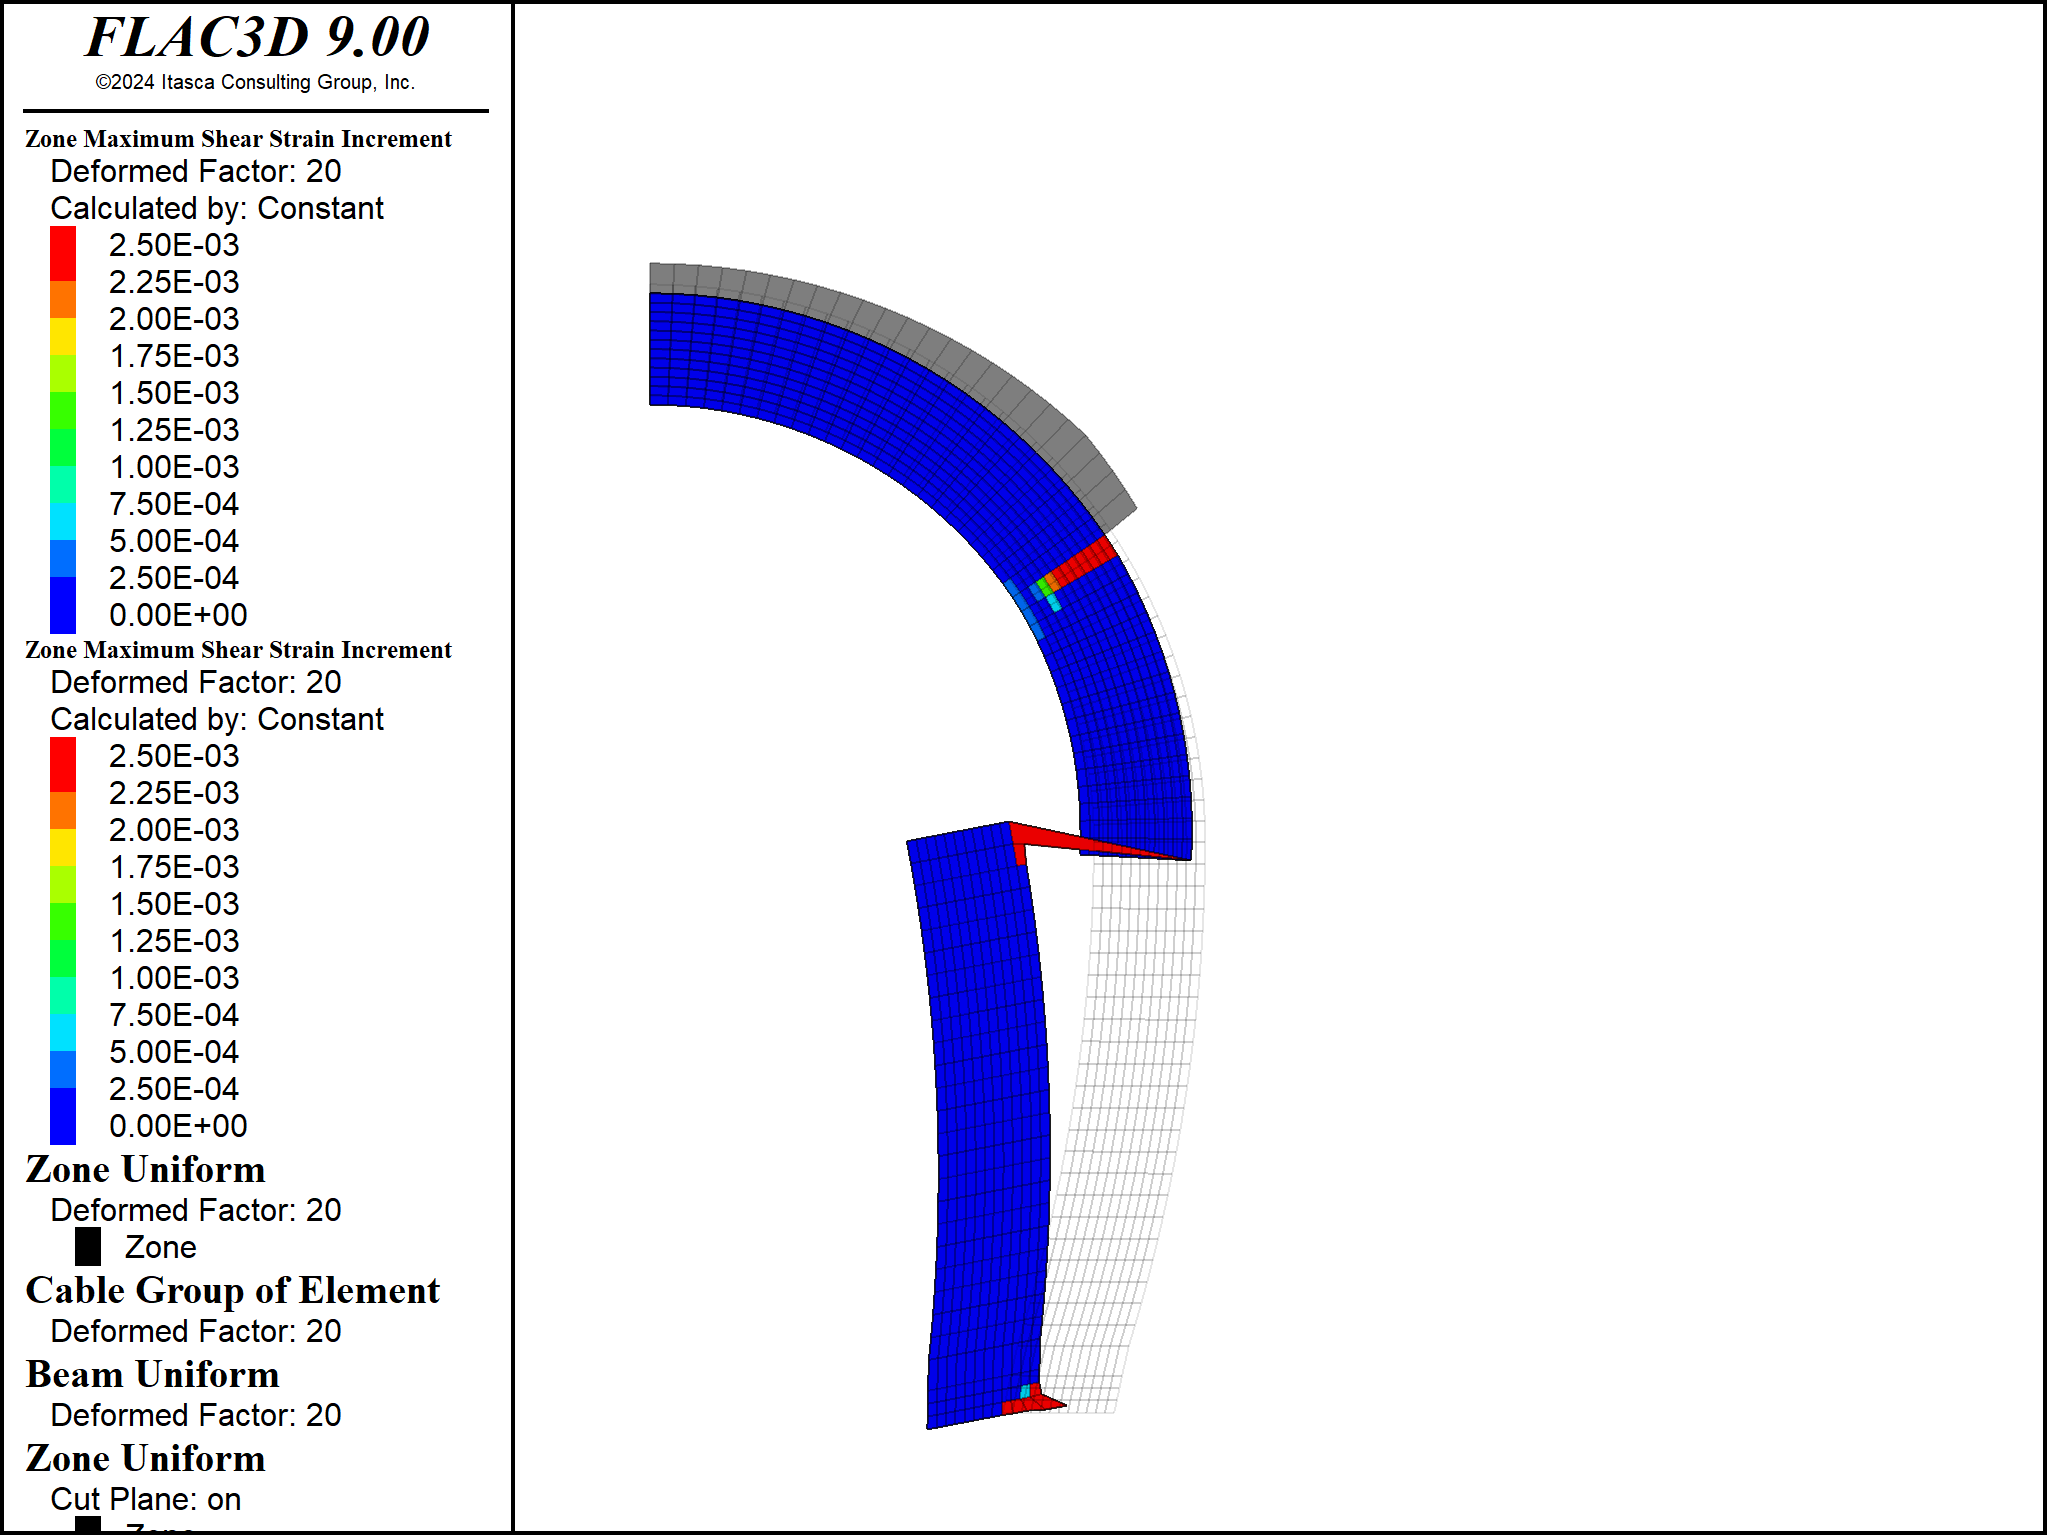 FLAC3D 9.00
©2024 Itasca Consulting Group, Inc.
Zone Maximum Shear Strain Increment
Deformed Factor: 20
Calculated by: Constant
2.50E-03
2.25E-03
2.00E-03
1.75E-03
1.50E-03
1.25E-03
1.00E-03
7.50E-04
5.00E-04
2.50E-04
0.00E+00
Zone Maximum Shear Strain Increment
Deformed Factor: 20
Calculated by: Constant
2.50E-03
2.25E-03
2.00E-03
1.75E-03
1.50E-03
1.25E-03
1.00E-03
7.50E-04
5.00E-04
2.50E-04
0.00E+00
Zone Uniform
Deformed Factor: 20
Zone
Cable Group of Element
Deformed Factor: 20
Beam Uniform
Deformed Factor: 20
Zone Uniform
Cut Plane: on